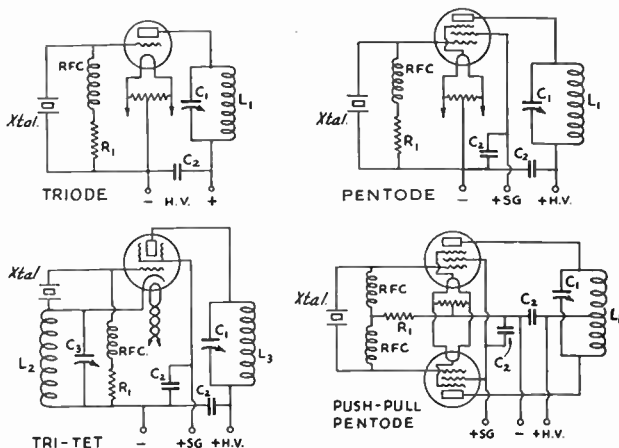 RFC
C1
L1
Xtal.
R1
C2
- H.V. +
TRIODE
RFC
C1
L1
Xtal.
R1
C2
C2
- +SG +H.V.
PENTODE
Xtal.
C1
C3
RFC.
L2
L3
R1
C2
C2
TRI-TET
- +SG +H.V.
C1
RFC
C2
L1
Xtal.
R1
RFC
C2
PUSH-PULL
PENTODE
+SG - +H.V.